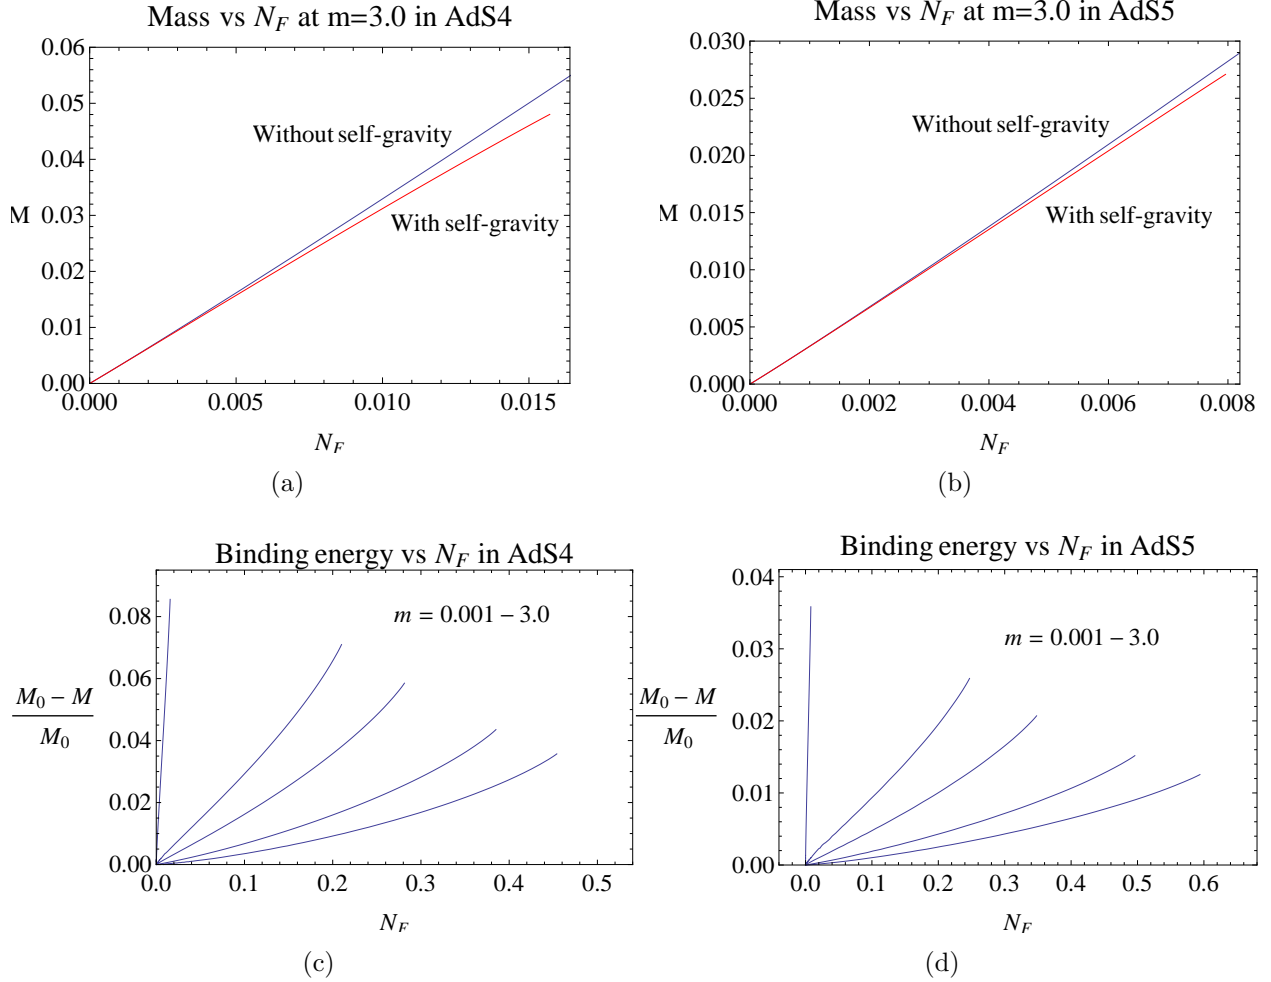 Mass vs N_F at m=3.0 in AdS4
0.06
0.05
0.04
0.03
0.02
0.01
0.00
M
Without self-gravity
With self-gravity
0.000 0.005 0.010 0.015
N_F
(a)
Mass vs N_F at m=3.0 in AdS5
0.030
0.025
0.020
0.015
0.010
0.005
0.000
M
Without self-gravity
With self-gravity
0.000 0.002 0.004 0.006 0.008
N_F
(b)
Binding energy vs N_F in AdS4
m = 0.001 − 3.0
0.08
0.06
0.04
0.02
0.00
M_0 − M
M_0
0.0 0.1 0.2 0.3 0.4 0.5
N_F
(c)
Binding energy vs N_F in AdS5
m = 0.001 − 3.0
0.04
0.03
0.02
0.01
0.00
M_0 − M
M_0
0.0 0.1 0.2 0.3 0.4 0.5 0.6
N_F
(d)